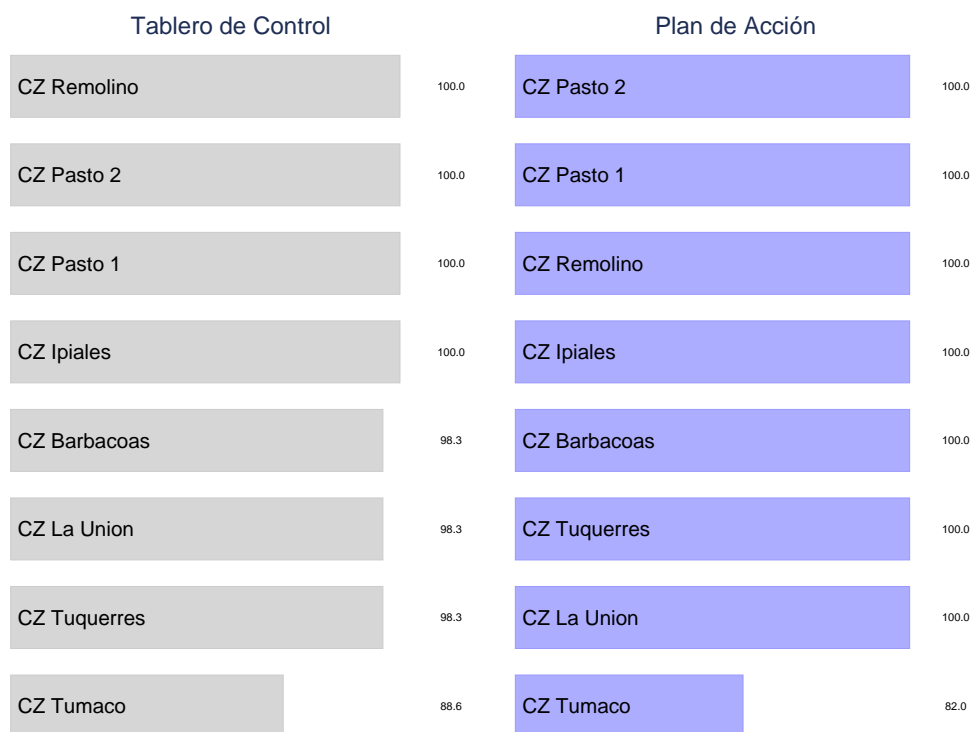 Tablero de Control
CZ Remolino 100.0
CZ Pasto 2 100.0
CZ Pasto 1 100.0
CZ Ipiales 100.0
CZ Barbacoas 98.3
CZ La Union 98.3
CZ Tuquerres 98.3
CZ Tumaco 88.6
Plan de Acción
CZ Pasto 2 100.0
CZ Pasto 1 100.0
CZ Remolino 100.0
CZ Ipiales 100.0
CZ Barbacoas 100.0
CZ Tuquerres 100.0
CZ La Union 100.0
CZ Tumaco 82.0